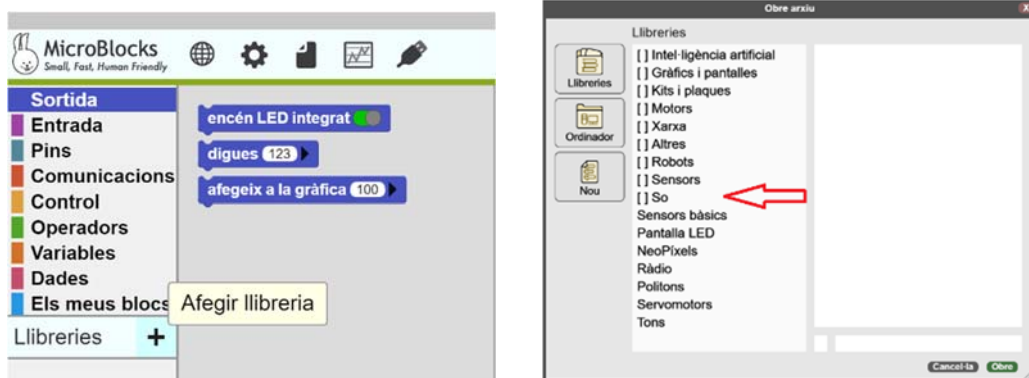 MicroBlocks
Small, Fast, Human Friendly
Sortida
Entrada
Pins
Comunicacions
Control
Operadors
Variables
Dades
Els meus blocs
Llibreries +
encén LED integrat
digues 123
afegeix a la gràfica 100
Afegir llibreria
Obre arxiu
X
Llibreries
Ordinador
Nou
Llibreries
[ ] Intel·ligència artificial
[ ] Gràfics i pantalles
[ ] Kits i plaques
[ ] Motors
[ ] Xarxa
[ ] Altres
[ ] Robots
[ ] Sensors
[ ] So
Sensors bàsics
Pantalla LED
NeoPíxels
Ràdio
Politons
Servomotors
Tons
Cancel·la
Obre